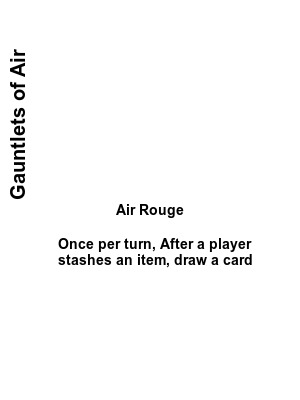 Gauntlets of Air
Air Rouge
Once per turn, After a player
stashes an item, draw a card